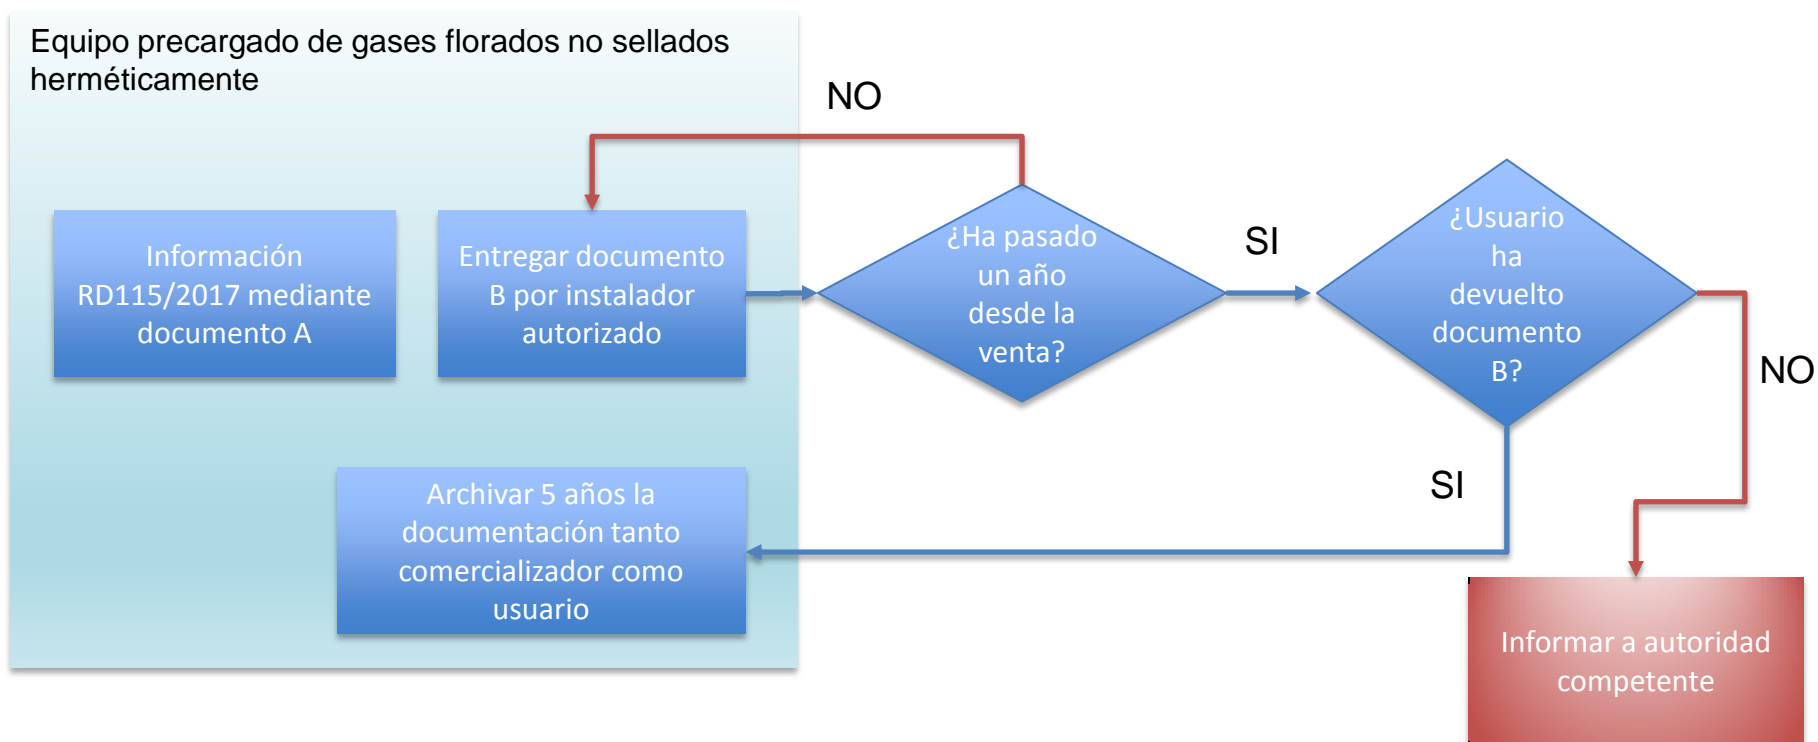 Equipo precargado de gases florados no sellados
herméticamente
NO
Información
RD115/2017 mediante
documento A
Entregar documento
B por instalador
autorizado
¿Ha pasado
un año
desde la
venta?
SI
¿Usuario
ha
devuelto
documento
B?
NO
SI
Archivar 5 años la
documentación tanto
comercializador como
usuario
Informar a autoridad
competente